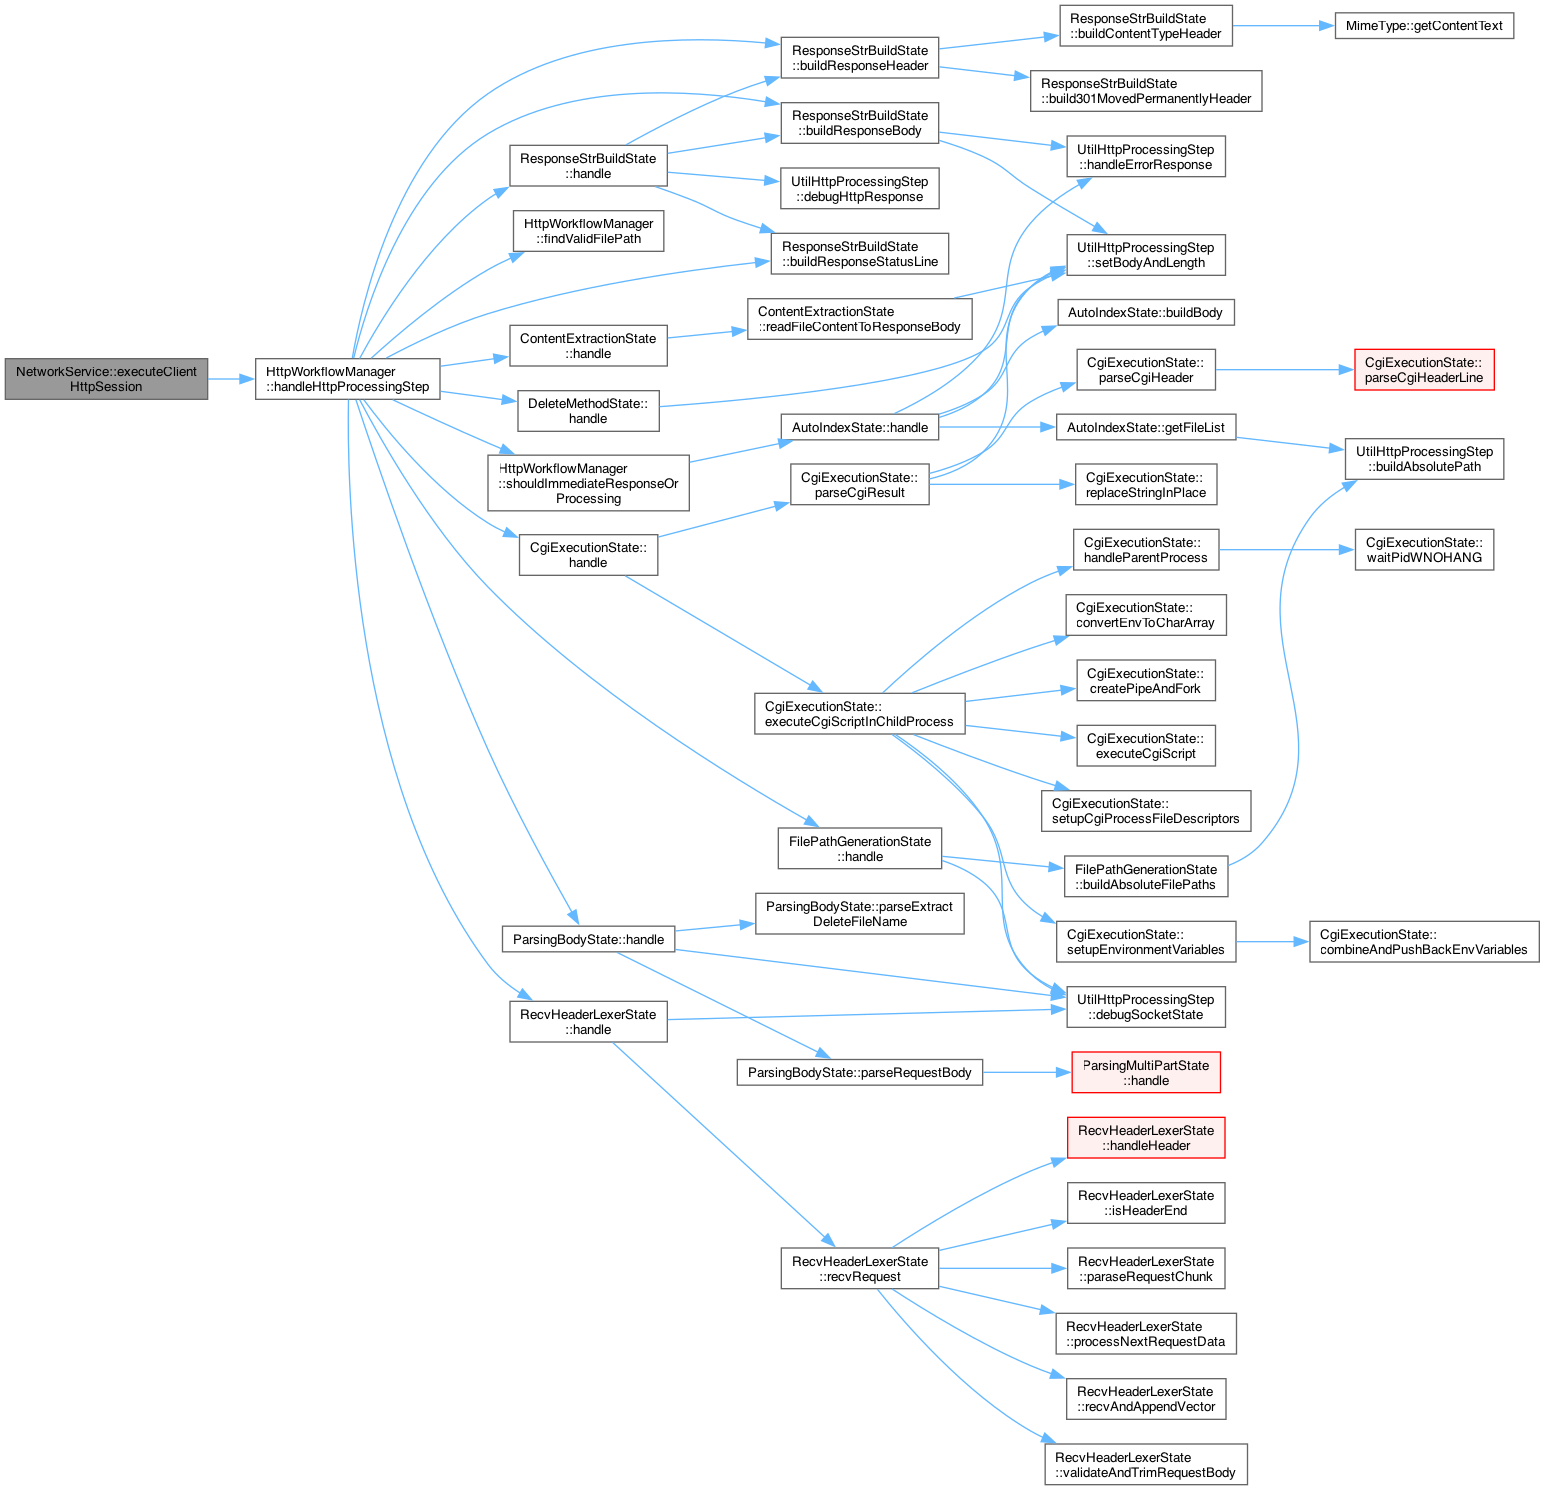 NetworkService::executeClient
HttpSession
HttpWorkflowManager
::handleHttpProcessingStep
ResponseStrBuildState
::buildResponseHeader
ResponseStrBuildState
::buildContentTypeHeader
MimeType::getContentText
ResponseStrBuildState
::build301MovedPermanentlyHeader
ResponseStrBuildState
::buildResponseBody
UtilHttpProcessingStep
::handleErrorResponse
UtilHttpProcessingStep
::setBodyAndLength
ResponseStrBuildState
::handle
UtilHttpProcessingStep
::debugHttpResponse
ResponseStrBuildState
::buildResponseStatusLine
HttpWorkflowManager
::findValidFilePath
ContentExtractionState
::handle
ContentExtractionState
::readFileContentToResponseBody
DeleteMethodState::
handle
HttpWorkflowManager
::shouldImmediateResponseOr
Processing
AutoIndexState::handle
AutoIndexState::buildBody
AutoIndexState::getFileList
UtilHttpProcessingStep
::buildAbsolutePath
CgiExecutionState::
handle
CgiExecutionState::
parseCgiResult
CgiExecutionState::
parseCgiHeader
CgiExecutionState::
parseCgiHeaderLine
CgiExecutionState::
replaceStringInPlace
CgiExecutionState::
executeCgiScriptInChildProcess
CgiExecutionState::
handleParentProcess
CgiExecutionState::
waitPidWNOHANG
CgiExecutionState::
convertEnvToCharArray
CgiExecutionState::
createPipeAndFork
CgiExecutionState::
executeCgiScript
CgiExecutionState::
setupCgiProcessFileDescriptors
CgiExecutionState::
setupEnvironmentVariables
CgiExecutionState::
combineAndPushBackEnvVariables
FilePathGenerationState
::handle
FilePathGenerationState
::buildAbsoluteFilePaths
UtilHttpProcessingStep
::debugSocketState
ParsingBodyState::handle
ParsingBodyState::parseExtract
DeleteFileName
ParsingBodyState::parseRequestBody
ParsingMultiPartState
::handle
RecvHeaderLexerState
::handle
RecvHeaderLexerState
::recvRequest
RecvHeaderLexerState
::handleHeader
RecvHeaderLexerState
::isHeaderEnd
RecvHeaderLexerState
::paraseRequestChunk
RecvHeaderLexerState
::processNextRequestData
RecvHeaderLexerState
::recvAndAppendVector
RecvHeaderLexerState
::validateAndTrimRequestBody